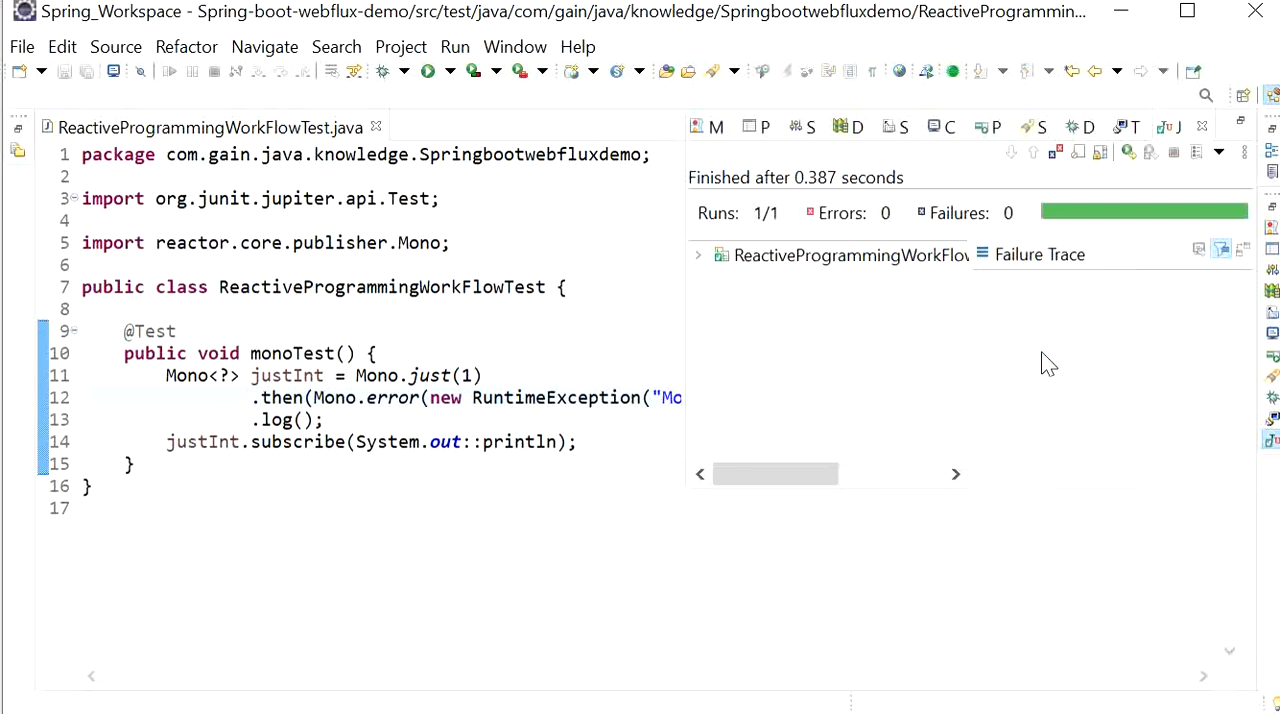 Spring_Workspace - Spring-boot-webflux-demo/src/test/java/com/gain/java/knowledge/Springbootwebfluxdemo/ReactiveProgrammin...
File Edit Source Refactor Navigate Search Project Run Window Help
ReactiveProgrammingWorkFlowTest.java
M P S D S C P S D T J
1 package com.gain.java.knowledge.Springbootwebfluxdemo;
2
3 import org.junit.jupiter.api.Test;
4
5 import reactor.core.publisher.Mono;
6
7 public class ReactiveProgrammingWorkFlowTest {
8
9 @Test
10 public void monoTest() {
11 Mono<?> justInt = Mono.just(1)
12 .then(Mono.error(new RuntimeException("Mo
13 .log();
14 justInt.subscribe(System.out::println);
15 }
16 }
17
Finished after 0.387 seconds
Runs: 1/1 Errors: 0 Failures: 0
ReactiveProgrammingWorkFlow
Failure Trace